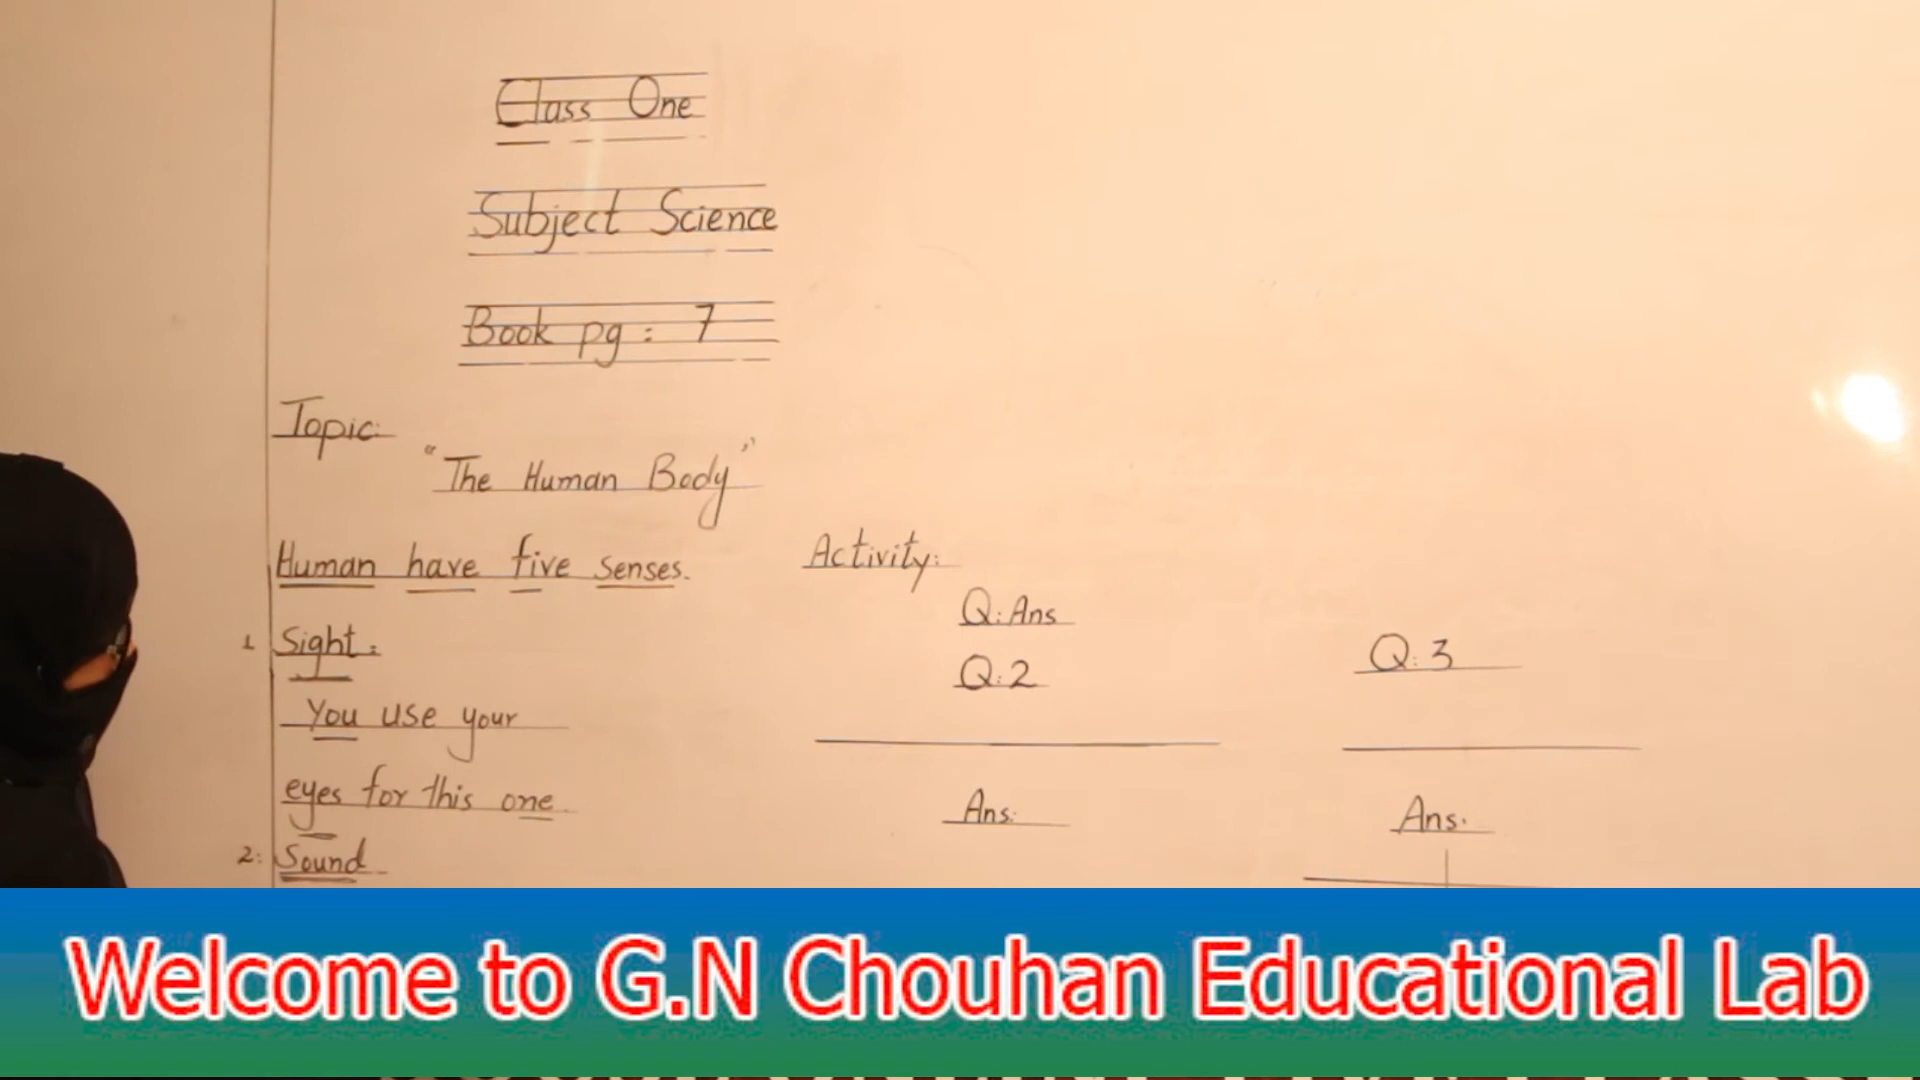 Class One
Subject Science
Book pg: 7
Topic:
"The Human Body"
Human have five senses.
1 Sight:
You use your
eyes for this one.
2: Sound
Activity:
Q: Ans
Q: 2
Ans:
Q: 3
Ans.
Welcome to G.N Chouhan Educational Lab